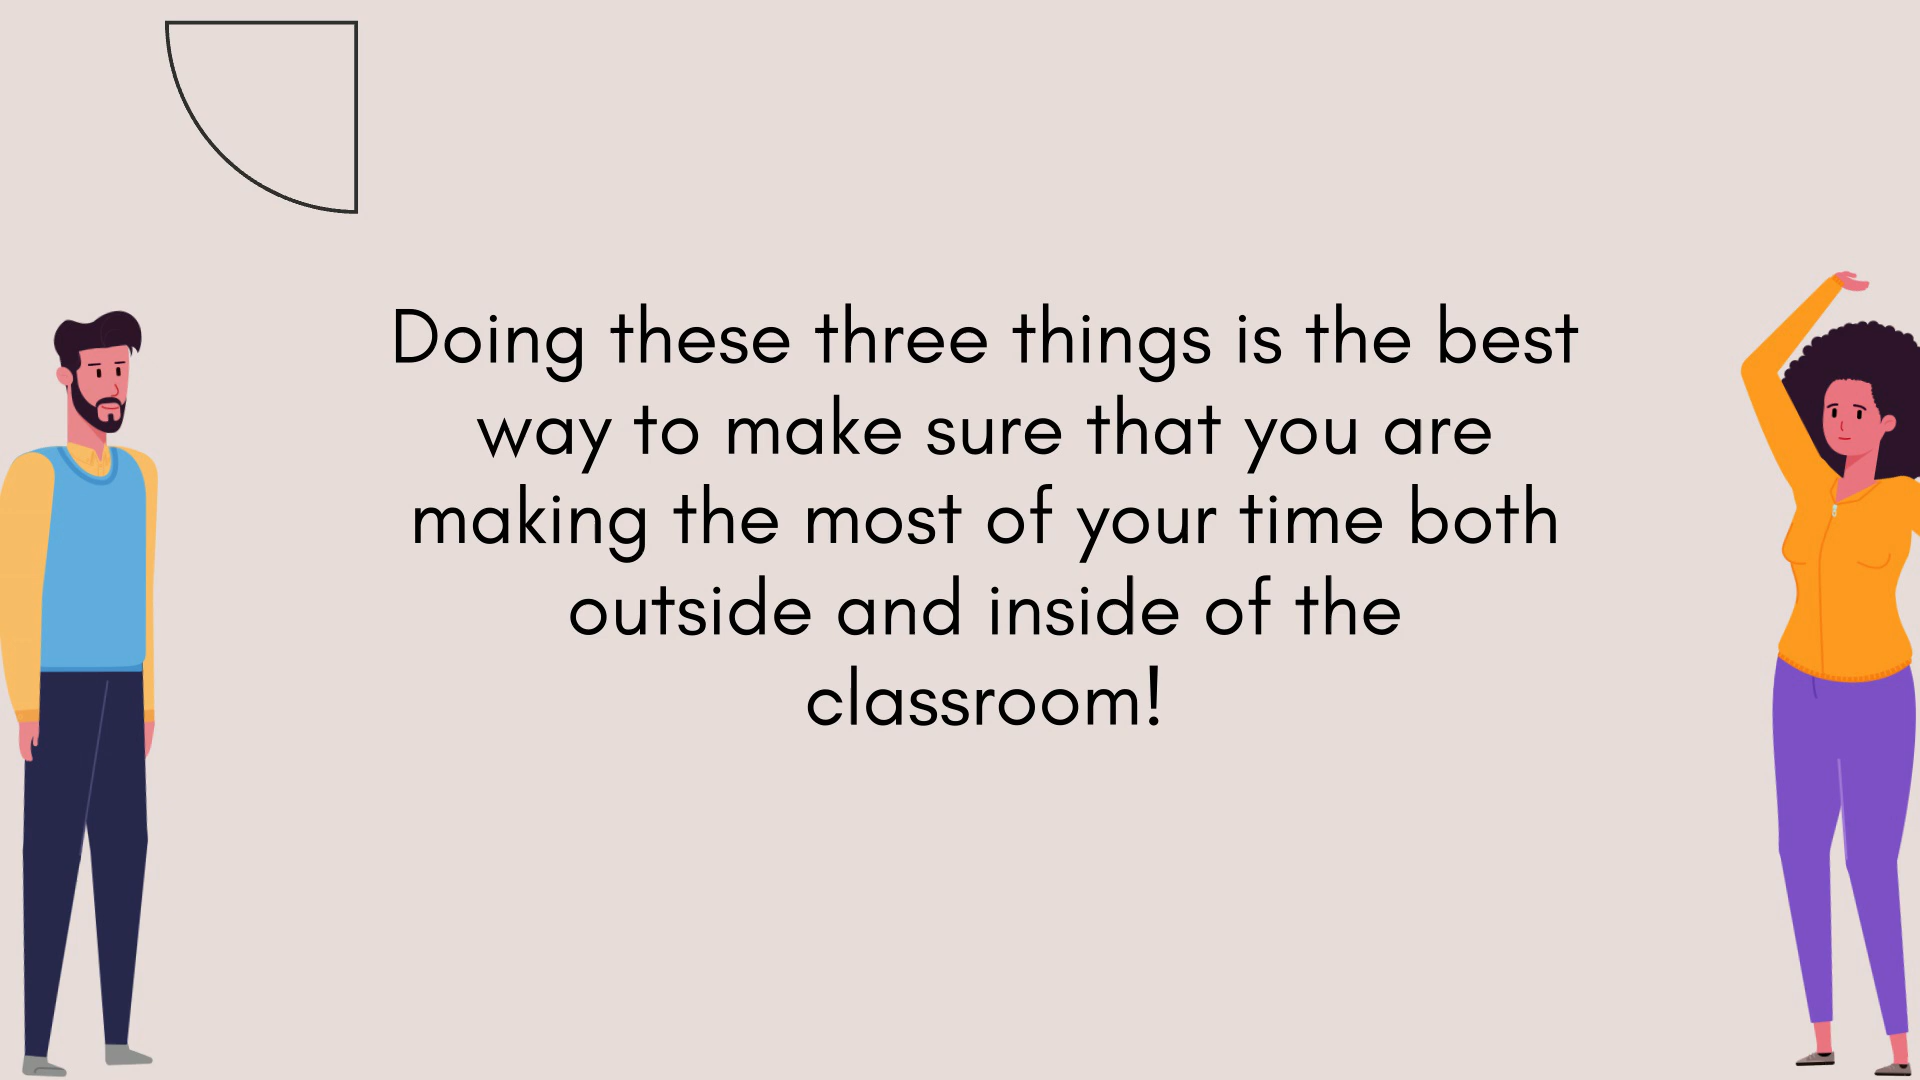 Doing these three things is the best
way to make sure that you are
making the most of your time both
outside and inside of the
classroom!